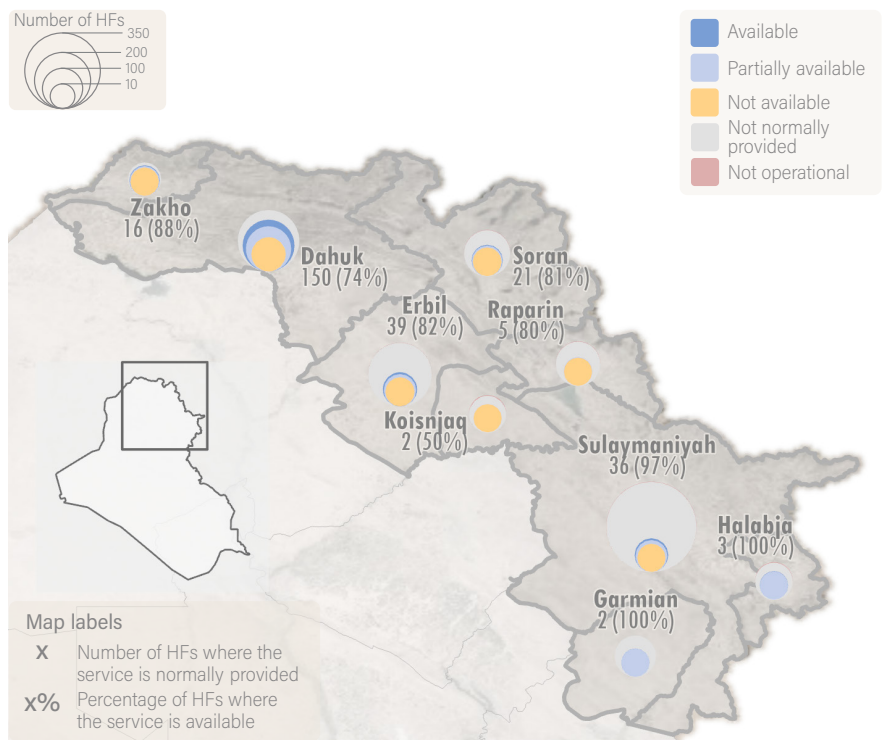 Number of HFs
350
200
100
10
Available
Partially available
Not available
Not normally
provided
Not operational
Zakho
16 (88%)
Dahuk
150 (74%)
Soran
21 (81%)
Erbil
39 (82%)
Raparin
5 (80%)
Koisnjaq
2 (50%)
Sulaymaniyah
36 (97%)
Halabja
3 (100%)
Garmian
2 (100%)
Map labels
X Number of HFs where the
service is normally provided
x% Percentage of HFs where
the service is available